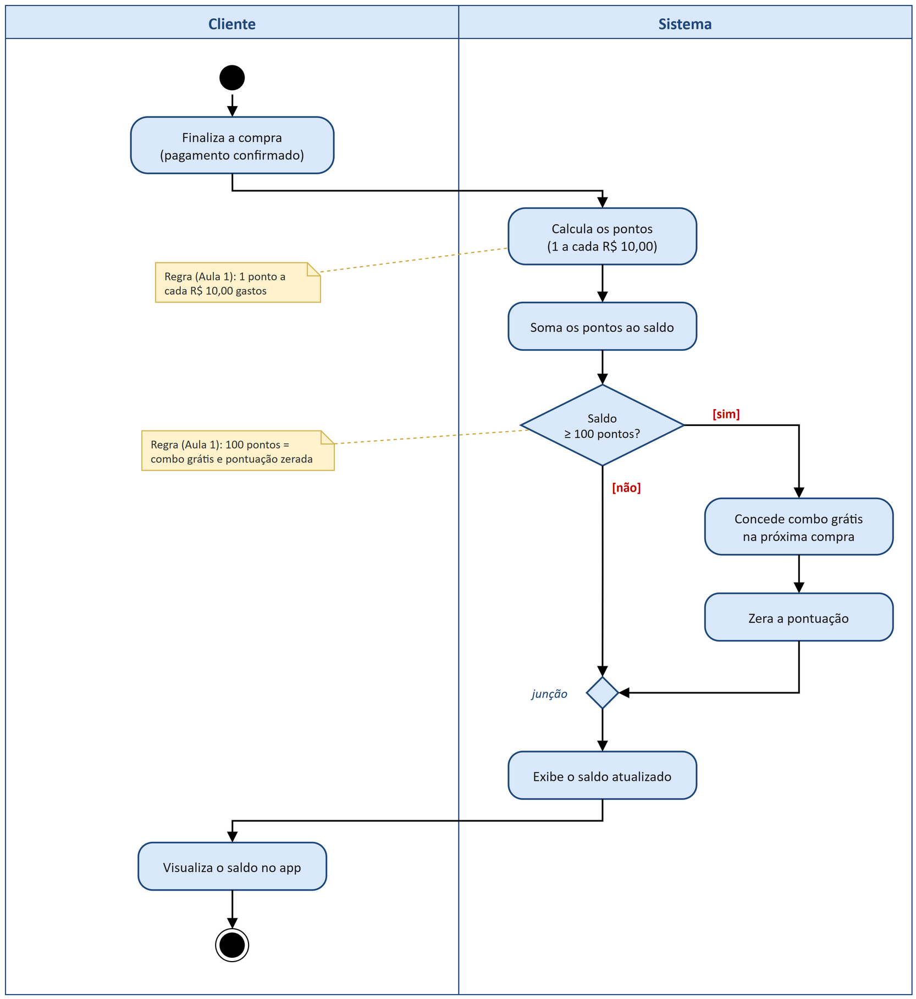 Cliente
Sistema
Finaliza a compra
(pagamento confirmado)
Calcula os pontos
(1 a cada R$ 10,00)
Regra (Aula 1): 1 ponto a
cada R$ 10,00 gastos
Soma os pontos ao saldo
Saldo
≥ 100 pontos?
[sim]
Regra (Aula 1): 100 pontos =
combo grátis e pontuação zerada
[não]
Concede combo grátis
na próxima compra
Zera a pontuação
junção
Exibe o saldo atualizado
Visualiza o saldo no app